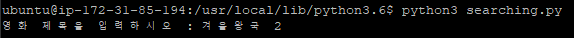 ubuntu@ip-172-31-85-194:/usr/local/lib/python3.6$ python3 searching.py
영화 제목을 입력하시오 : 겨울왕국 2